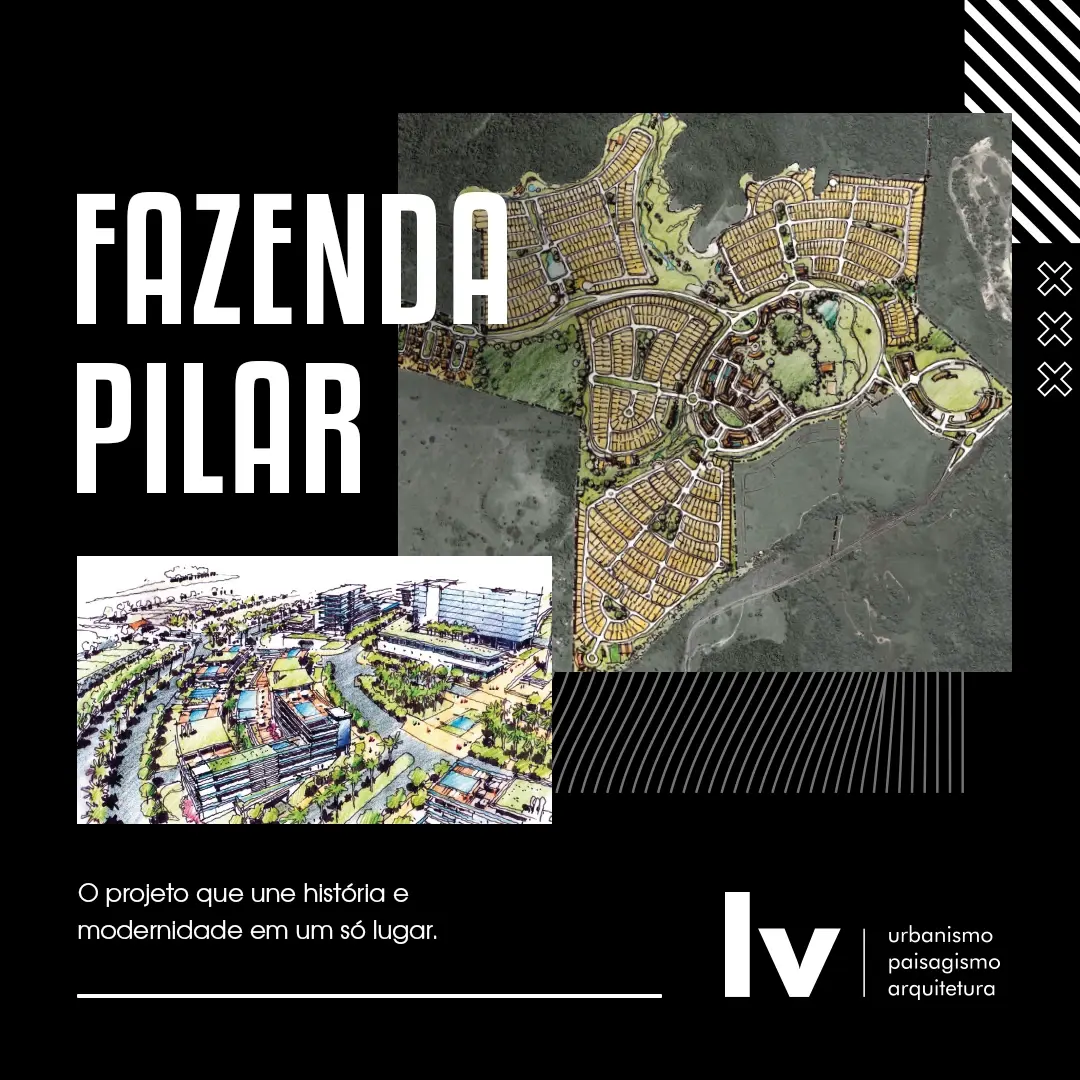 FAZENDA
PILAR
O projeto que une história e
modernidade em um só lugar.
lv
urbanismo
paisagismo
arquitetura